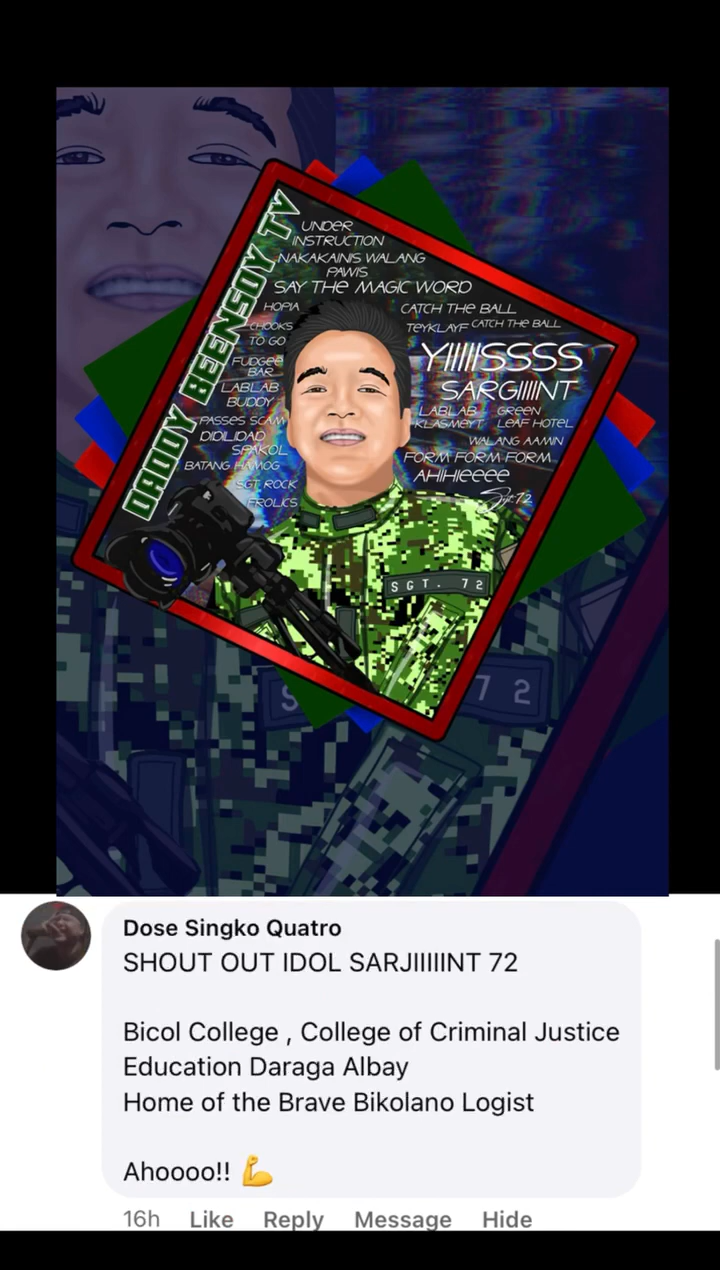 DADDY BEENSOY TV
UNDER
INSTRUCTION
NAKAKAINIS WALANG
PAWIS
SAY THE MAGIC WORD
HOPIA
CHOOKS
TO GO
FUDGEE
BAR
LABLAB
BUDDY
PASSES SCAM
DIDILIDAD
SPAKOL
BATANG HAMOG
SGT ROCK
FROLICS
CATCH THE BALL
TEYKLAYF CATCH THE BALL
YIIIIISSSS
SARGIIIINT
LABLAB GREEN
KLASMEYT LEAF HOTEL
WALANG AAMIN
FORM FORM FORM
AHIHIEEEE
SGT. 72
S 7 2
Dose Singko Quatro
SHOUT OUT IDOL SARJIIIIINT 72
Bicol College , College of Criminal Justice
Education Daraga Albay
Home of the Brave Bikolano Logist
Ahoooo!! 💪
16h Like Reply Message Hide